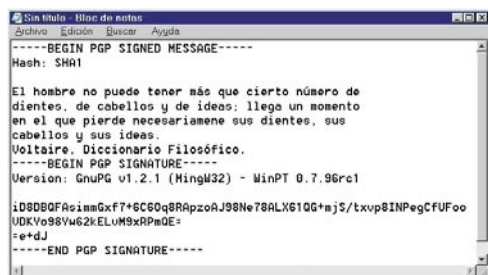 Sin título - Bloc de notas
Archivo Edición Buscar Ayuda
-----BEGIN PGP SIGNED MESSAGE-----
Hash: SHA1
El hombre no puede tener más que cierto número de
dientes, de cabellos y de ideas; llega un momento
en el que pierde necesariamene sus dientes, sus
cabellos y sus ideas.
Voltaire, Diccionario Filosófico.
-----BEGIN PGP SIGNATURE-----
Version: GnuPG v1.2.1 (MingW32) - WinPT 0.7.96rc1
iD8DBQFAsimmGxf7+6C60q8RApzoAJ98Ne78ALX61QG+mjS/txvp8INPegCfUFoo
UDKYo98Yw62kELvM9xRPmQE=
=e+dJ
-----END PGP SIGNATURE-----